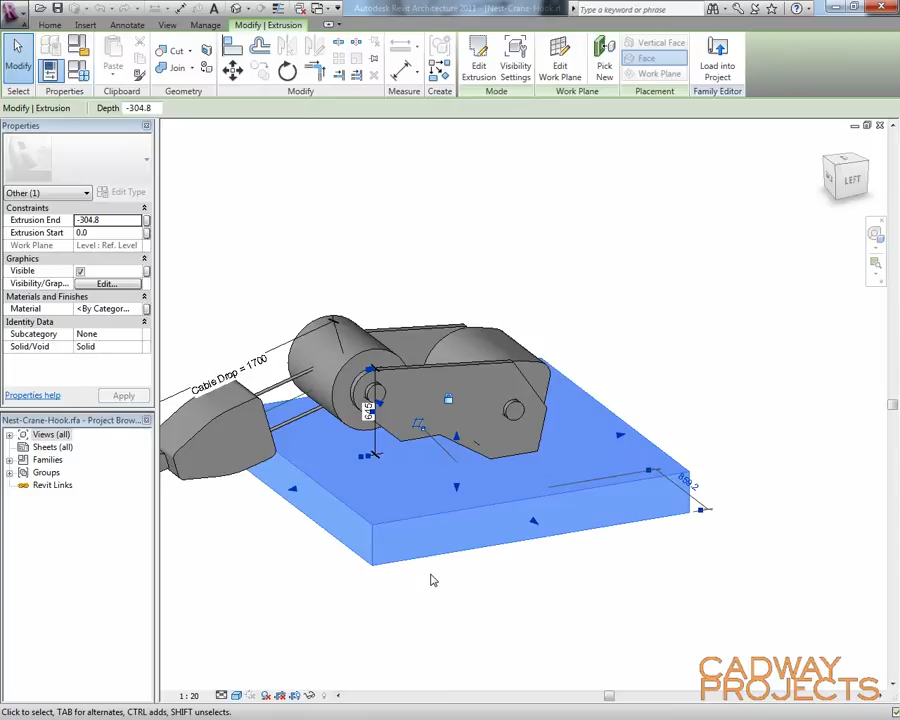 Autodesk Revit Architecture 2011 - [Nest-Crane-Hook.rf
Type a keyword or phrase
Home Insert Annotate View Manage Modify | Extrusion
Modify
Paste
Cut
Join
Edit Extrusion
Visibility Settings
Edit Work Plane
Pick New
Vertical Face
Face
Work Plane
Load into Project
Select Properties Clipboard Geometry Modify Measure Create Mode Work Plane Placement Family Editor
Modify | Extrusion Depth -304.8
Properties
Other (1) Edit Type
Constraints
Extrusion End -304.8
Extrusion Start 0.0
Work Plane Level : Ref. Level
Graphics
Visible
Visibility/Grap... Edit...
Materials and Finishes
Material <By Categor...
Identity Data
Subcategory None
Solid/Void Solid
Properties help Apply
Nest-Crane-Hook.rfa - Project Brow...
Views (all)
Sheets (all)
Families
Groups
Revit Links
LEFT
Cable Drop = 1700
645
859.2
1 : 20
CADWAY
PROJECTS
Click to select, TAB for alternates, CTRL adds, SHIFT unselects.